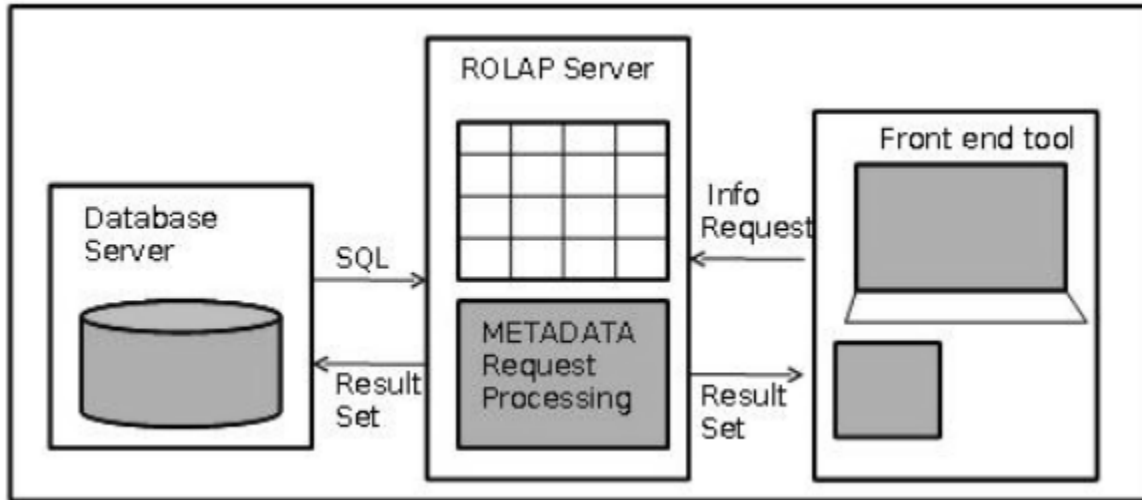 Database
Server
SQL
Result
Set
ROLAP Server
METADATA
Request
Processing
Info
Request
Result
Set
Front end tool